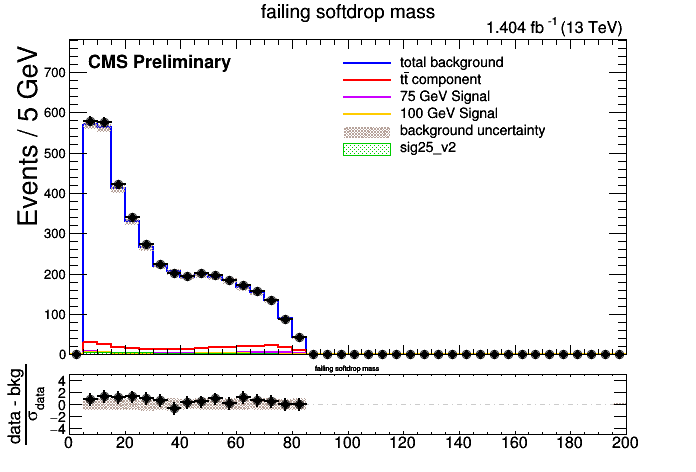 failing softdrop mass
1.404 fb⁻¹ (13 TeV)
CMS Preliminary
total background
tt̄ component
75 GeV Signal
100 GeV Signal
background uncertainty
sig25_v2
Events / 5 GeV
700
600
500
400
300
200
100
0
failing softdrop mass
data - bkg
σ data
4
2
0
−2
−4
0 20 40 60 80 100 120 140 160 180 200